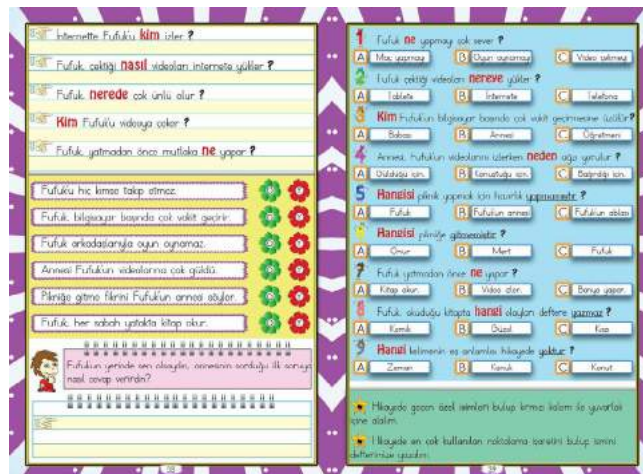 İnternette Fufuk'u kim izler ?
Fufuk, çektiği nasıl videoları internete yükler ?
Fufuk, nerede çok ünlü olur ?
Kim Fufuk'u videoya çeker ?
Fufuk, yatmadan önce mutlaka ne yapar ?
Fufuk'u hiç kimse takip etmez.
Fufuk, bilgisayar başında çok vakit geçirir.
Fufuk arkadaşlarıyla oyun oynamaz.
Annesi Fufuk'un videolarına çok güldü.
Pikniğe gitme fikrini Fufuk'un annesi söyler.
Fufuk, her sabah yatakta kitap okur.
Fufuk'un yerinde sen olsaydın, annesinin sorduğu ilk soruya
nasıl cevap verirdin?
1 Fufuk ne yapmayı çok sever ?
A Maç yapmayı B Oyun oynamayı C Video çekmeyi
2 Fufuk çektiği videoları nereye yükler ?
A Tablete B İnternete C Telefona
3 Kim Fufuk'un bilgisayar başında çok vakit geçirmesine üzülür?
A Babası B Annesi C Öğretmeni
4 Annesi, Fufuk'un videolarını izlerken neden ağzı yorulur ?
A Güldüğü için. B Konuştuğu için. C Bağırdığı için.
5 Hangisi piknik yapmak için hazırlık yapmamıştır ?
A Fufuk B Fufuk'un annesi C Fufuk'un ablası
6 Hangisi pikniğe gitmemiştir ?
A Onur B Mert C Fufuk
7 Fufuk yatmadan önce ne yapar ?
A Kitap okur. B Video izler. C Banyo yapar.
8 Fufuk, okuduğu kitapta hangi olayları deftere yazmaz ?
A Komik B Güzel C Kısa
9 Hangi kelimenin eş anlamlısı hikayede yoktur ?
A Zaman B Konuk C Konut
Hikayede geçen özel isimleri bulup kırmızı kalem ile yuvarlak
içine alalım.
Hikayede en çok kullanılan noktalama işaretini bulup ismini
defterimize yazalım.